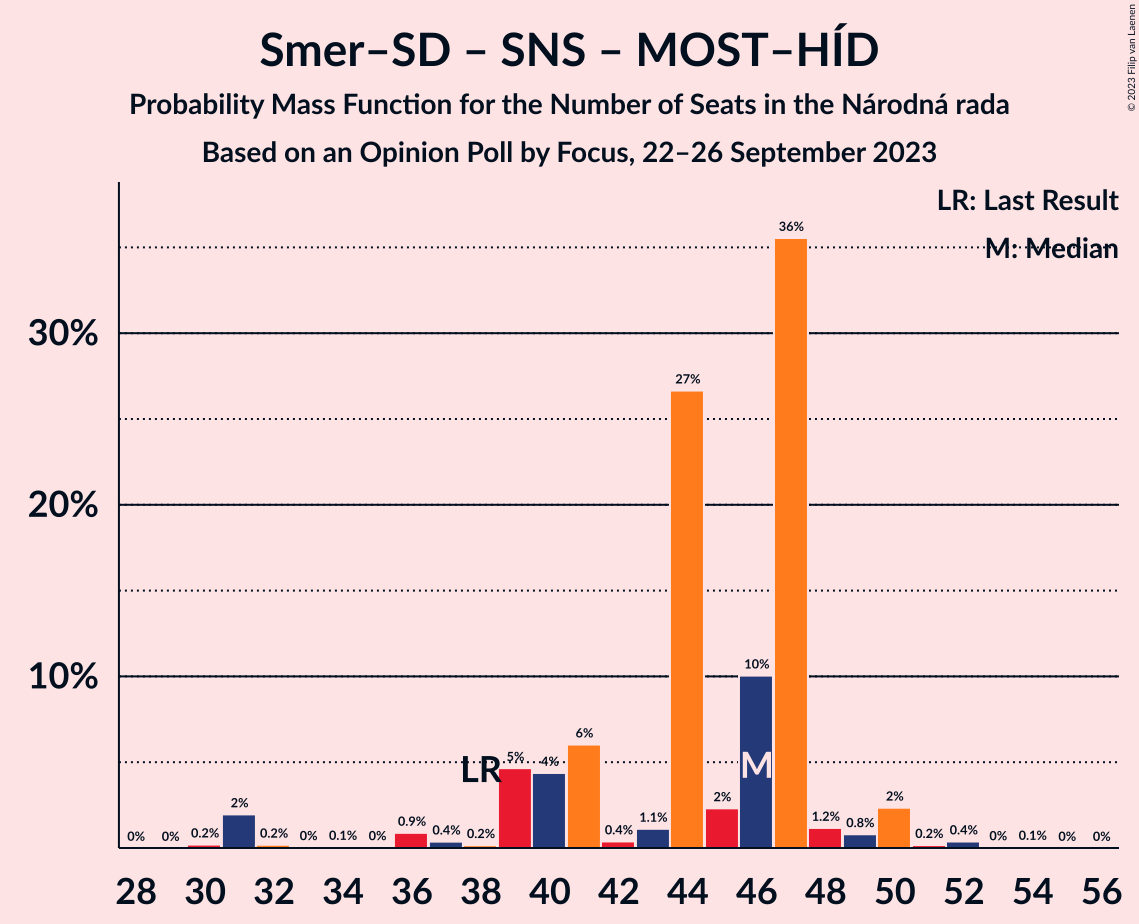 Smer–SD – SNS – MOST–HÍD
Probability Mass Function for the Number of Seats in the Národná rada
Based on an Opinion Poll by Focus, 22–26 September 2023
© 2023 Filip van Laenen
LR: Last Result
M: Median
30%
20%
10%
0% 0% 0.2% 2% 0.2% 0% 0.1% 0% 0.9% 0.4% 0.2% 5% 4% 6% 0.4% 1.1% 27% 2% 10% 36% 1.2% 0.8% 2% 0.2% 0.4% 0% 0.1% 0% 0%
LR
M
28 30 32 34 36 38 40 42 44 46 48 50 52 54 56